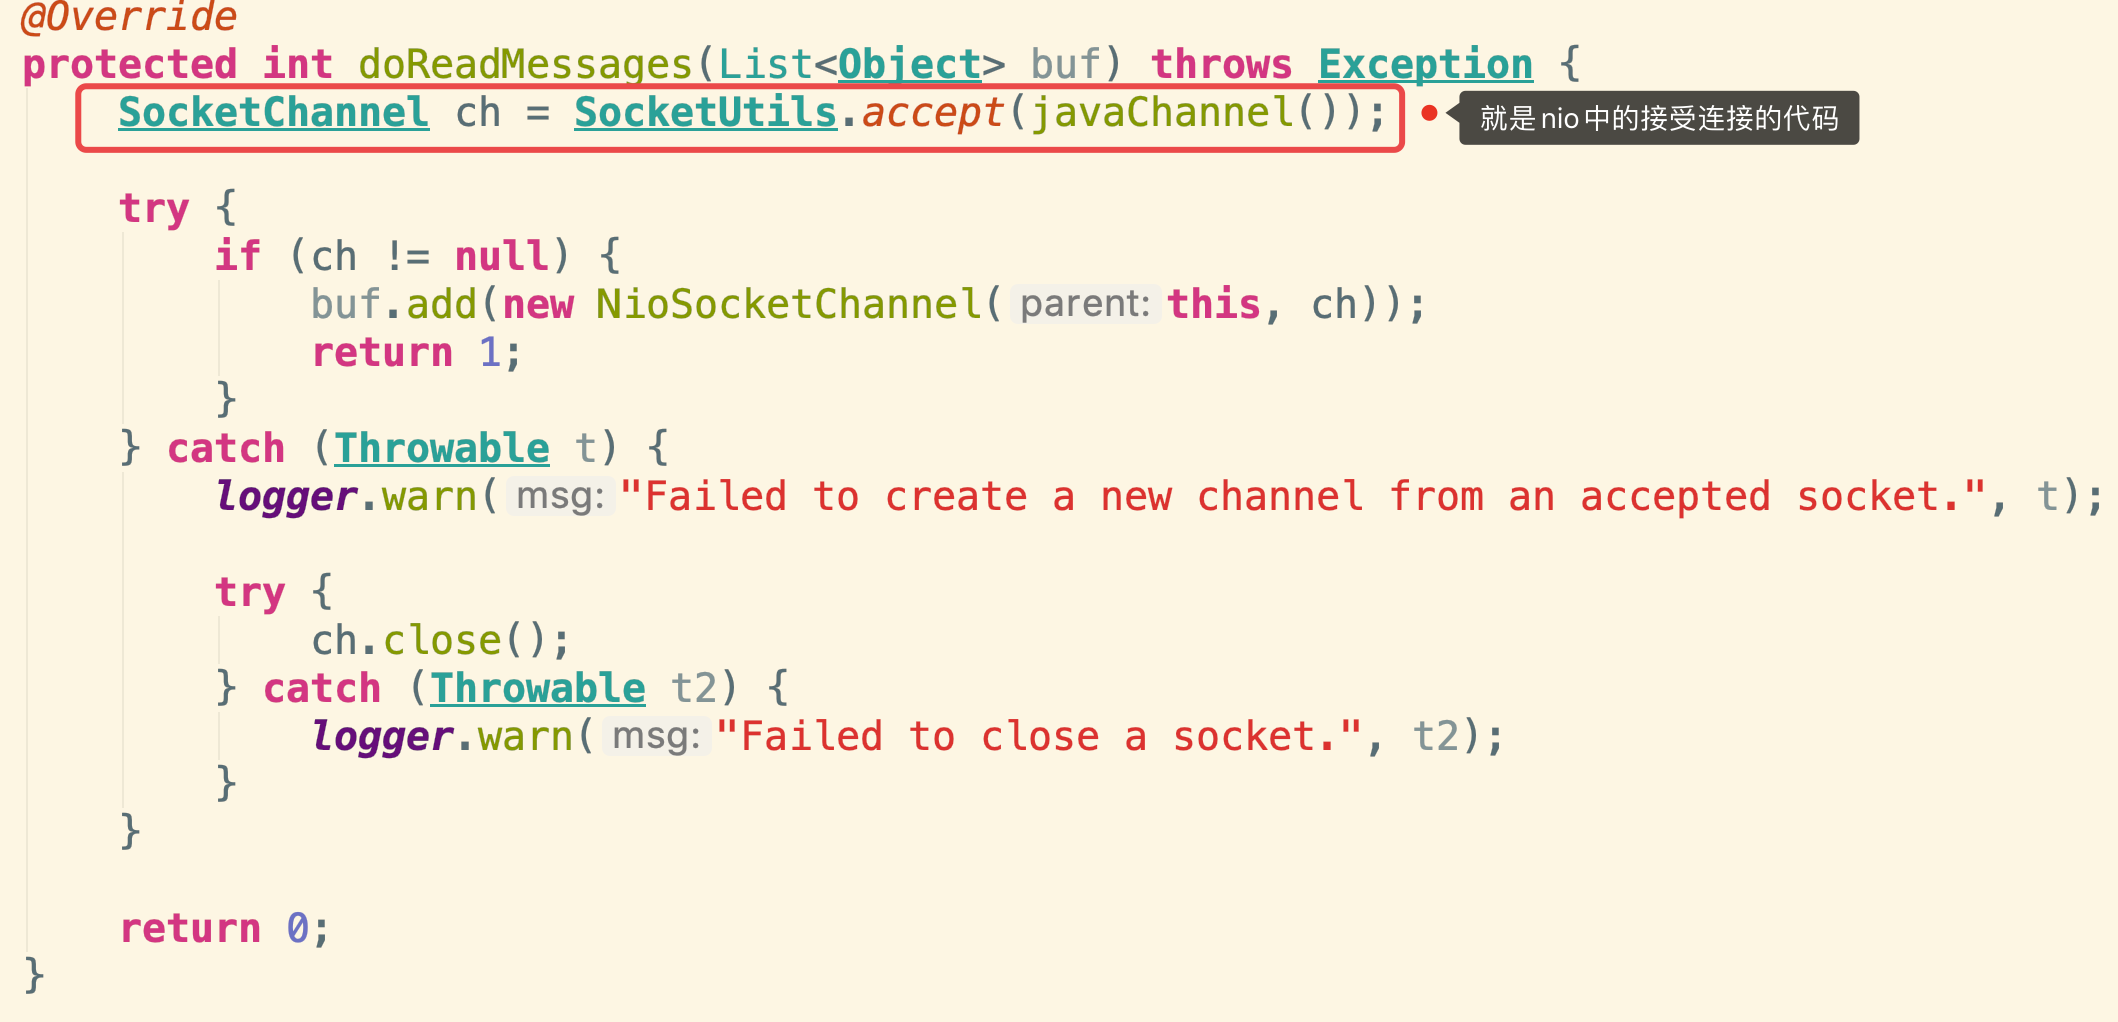 @Override
protected int doReadMessages(List<Object> buf) throws Exception {
SocketChannel ch = SocketUtils.accept(javaChannel()); 就是nio中的接受连接的代码
try {
if (ch != null) {
buf.add(new NioSocketChannel( parent: this, ch));
return 1;
}
} catch (Throwable t) {
logger.warn( msg: "Failed to create a new channel from an accepted socket.", t);
try {
ch.close();
} catch (Throwable t2) {
logger.warn( msg: "Failed to close a socket.", t2);
}
}
return 0;
}